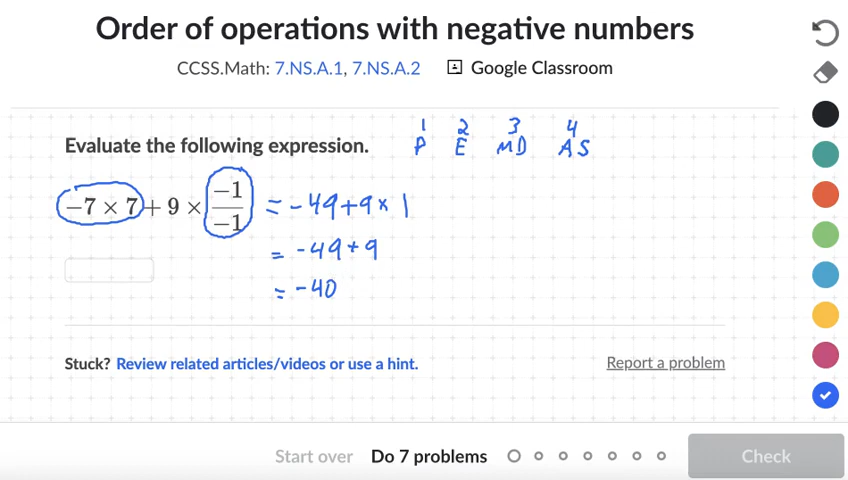 Order of operations with negative numbers
CCSS.Math: 7.NS.A.1, 7.NS.A.2 Google Classroom
1 2 3 4
Evaluate the following expression. P E MD AS
−7 × 7 + 9 × −1/−1 = -49+9× 1
= -49+9
= -40
Stuck? Review related articles/videos or use a hint. Report a problem
Start over Do 7 problems Check